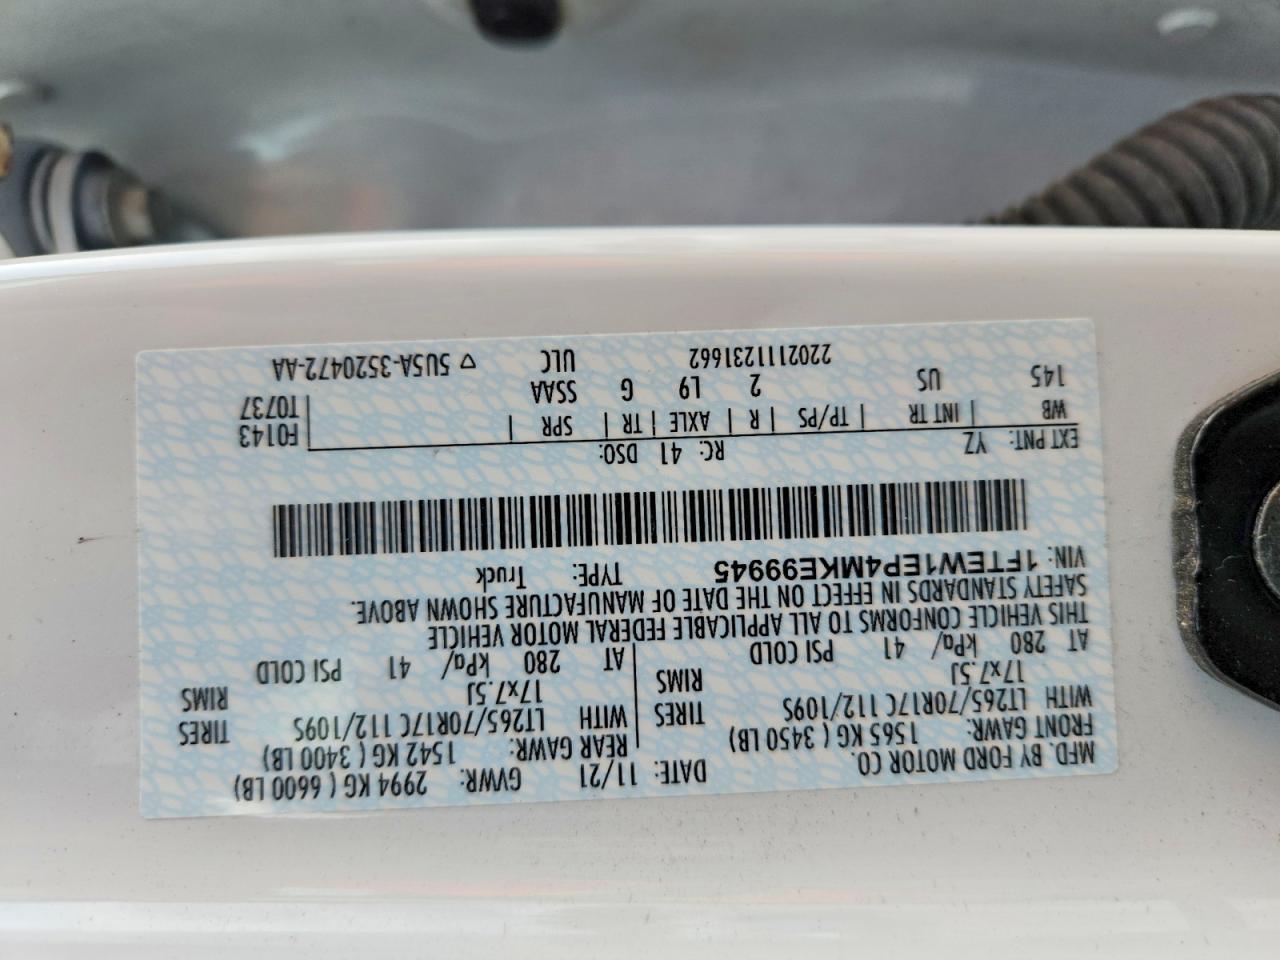 MFD. BY FORD MOTOR CO. DATE: 11/21 GVWR: 2994 KG ( 6600 LB)
FRONT GAWR: 1565 KG ( 3450 LB) REAR GAWR: 1542 KG ( 3400 LB)
WITH LT265/70R17C 112/109S TIRES WITH LT265/70R17C 112/109S TIRES
17x7.5J RIMS 17x7.5J RIMS
AT 280 kPa/ 41 PSI COLD AT 280 kPa/ 41 PSI COLD
THIS VEHICLE CONFORMS TO ALL APPLICABLE FEDERAL MOTOR VEHICLE
SAFETY STANDARDS IN EFFECT ON THE DATE OF MANUFACTURE SHOWN ABOVE.
VIN: 1FTEW1EP4MKE99945 TYPE: Truck
EXT PNT: YZ RC: 41 DSO: F0143
WB | INT TR | TP/PS | R | AXLE | TR | SPR | T0737
145 US 2 L9 G SSAA
2202111231662 ULC ▽ 5U5A-3520472-AA